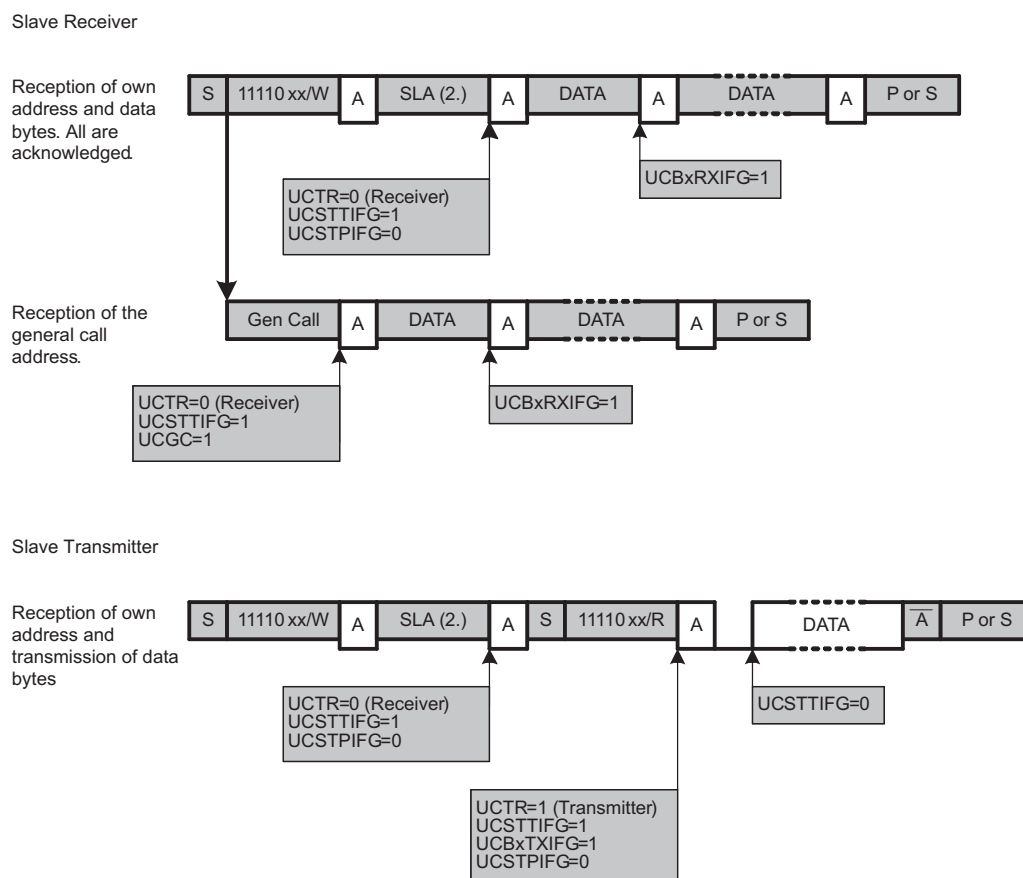 Slave Receiver
Reception of own
address and data
bytes. All are
acknowledged.
S 11110 xx/W A SLA (2.) A DATA A DATA A P or S
UCTR=0 (Receiver)
UCSTTIFG=1
UCSTPIFG=0
UCBxRXIFG=1
Reception of the
general call
address.
Gen Call A DATA A DATA A P or S
UCTR=0 (Receiver)
UCSTTIFG=1
UCGC=1
UCBxRXIFG=1
Slave Transmitter
Reception of own
address and
transmission of data
bytes
S 11110 xx/W A SLA (2.) A S 11110 xx/R A DATA A̅ P or S
UCTR=0 (Receiver)
UCSTTIFG=1
UCSTPIFG=0
UCSTTIFG=0
UCTR=1 (Transmitter)
UCSTTIFG=1
UCBxTXIFG=1
UCSTPIFG=0